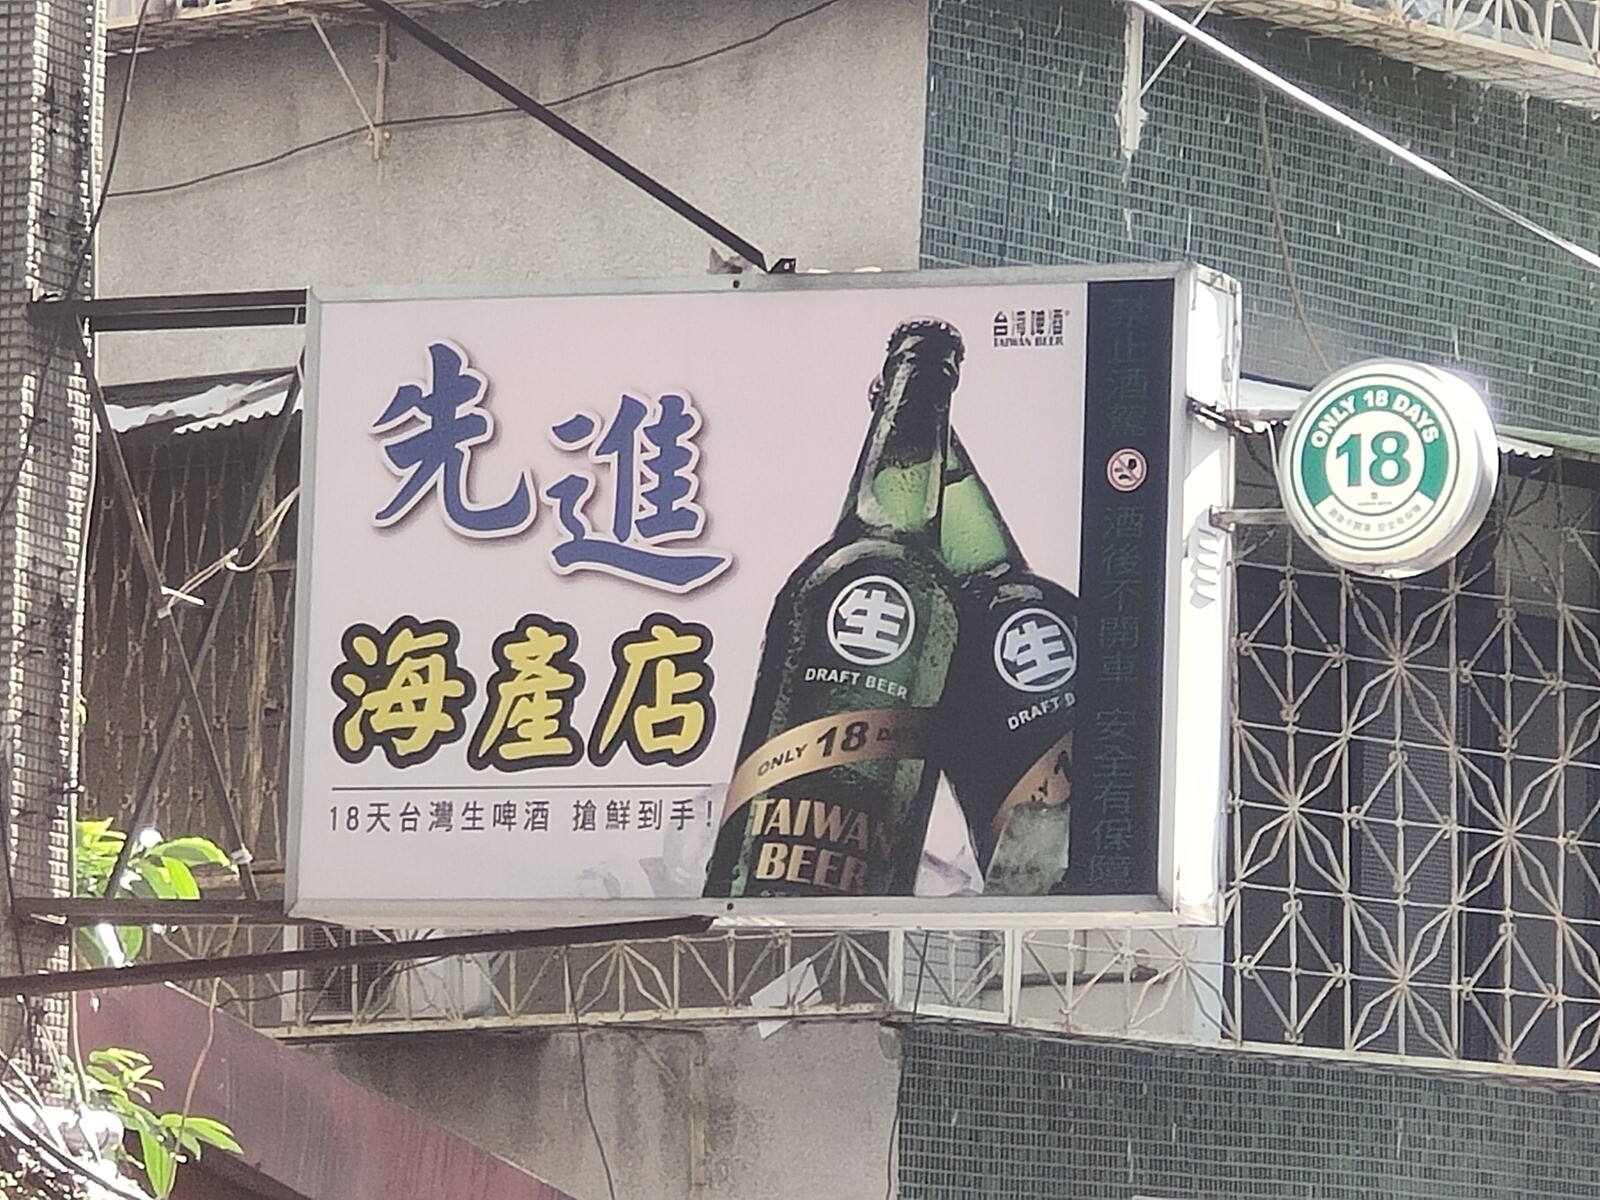 先進
海產店
18天台灣生啤酒 搶鮮到手!
台灣啤酒
TAIWAN BEER
生
DRAFT BEER
ONLY 18 DAYS
TAIWAN
BEER
生
DRAFT B
禁止酒駕 酒後不開車 安全有保障
ONLY 18 DAYS
18